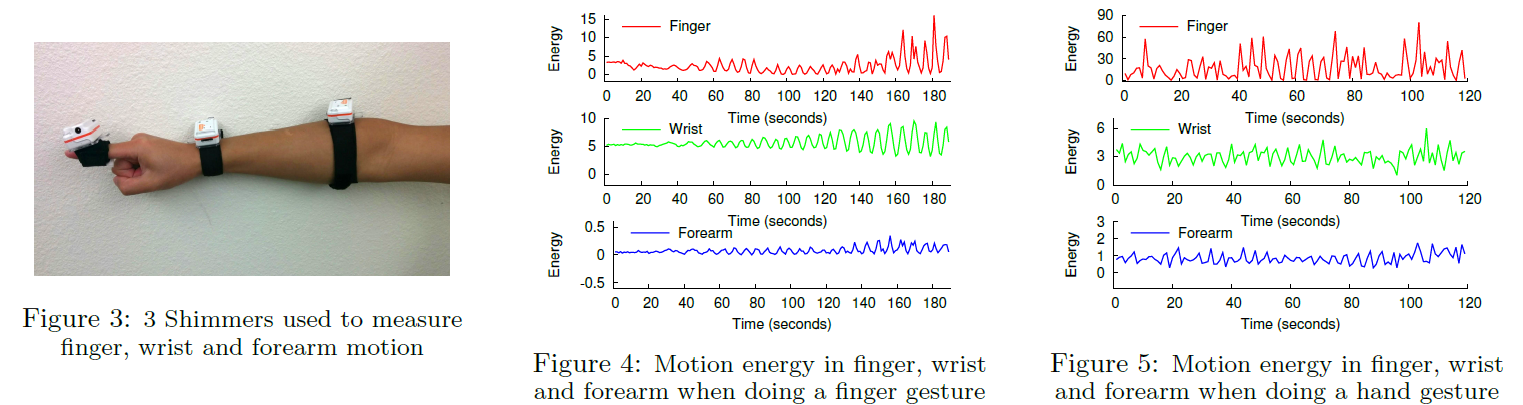 Figure 3: 3 Shimmers used to measure
finger, wrist and forearm motion
15
10
5
0
Energy
Finger
0 20 40 60 80 100 120 140 160 180
Time (seconds)
10
5
0
Energy
Wrist
0 20 40 60 80 100 120 140 160 180
Time (seconds)
0.5
0
-0.5
Energy
Forearm
0 20 40 60 80 100 120 140 160 180
Time (seconds)
Figure 4: Motion energy in finger, wrist
and forearm when doing a finger gesture
90
60
30
0
Energy
Finger
0 20 40 60 80 100 120
Time (seconds)
6
3
0
Energy
Wrist
0 20 40 60 80 100 120
Time (seconds)
3
2
1
0
Energy
Forearm
0 20 40 60 80 100 120
Time (seconds)
Figure 5: Motion energy in finger, wrist
and forearm when doing a hand gesture